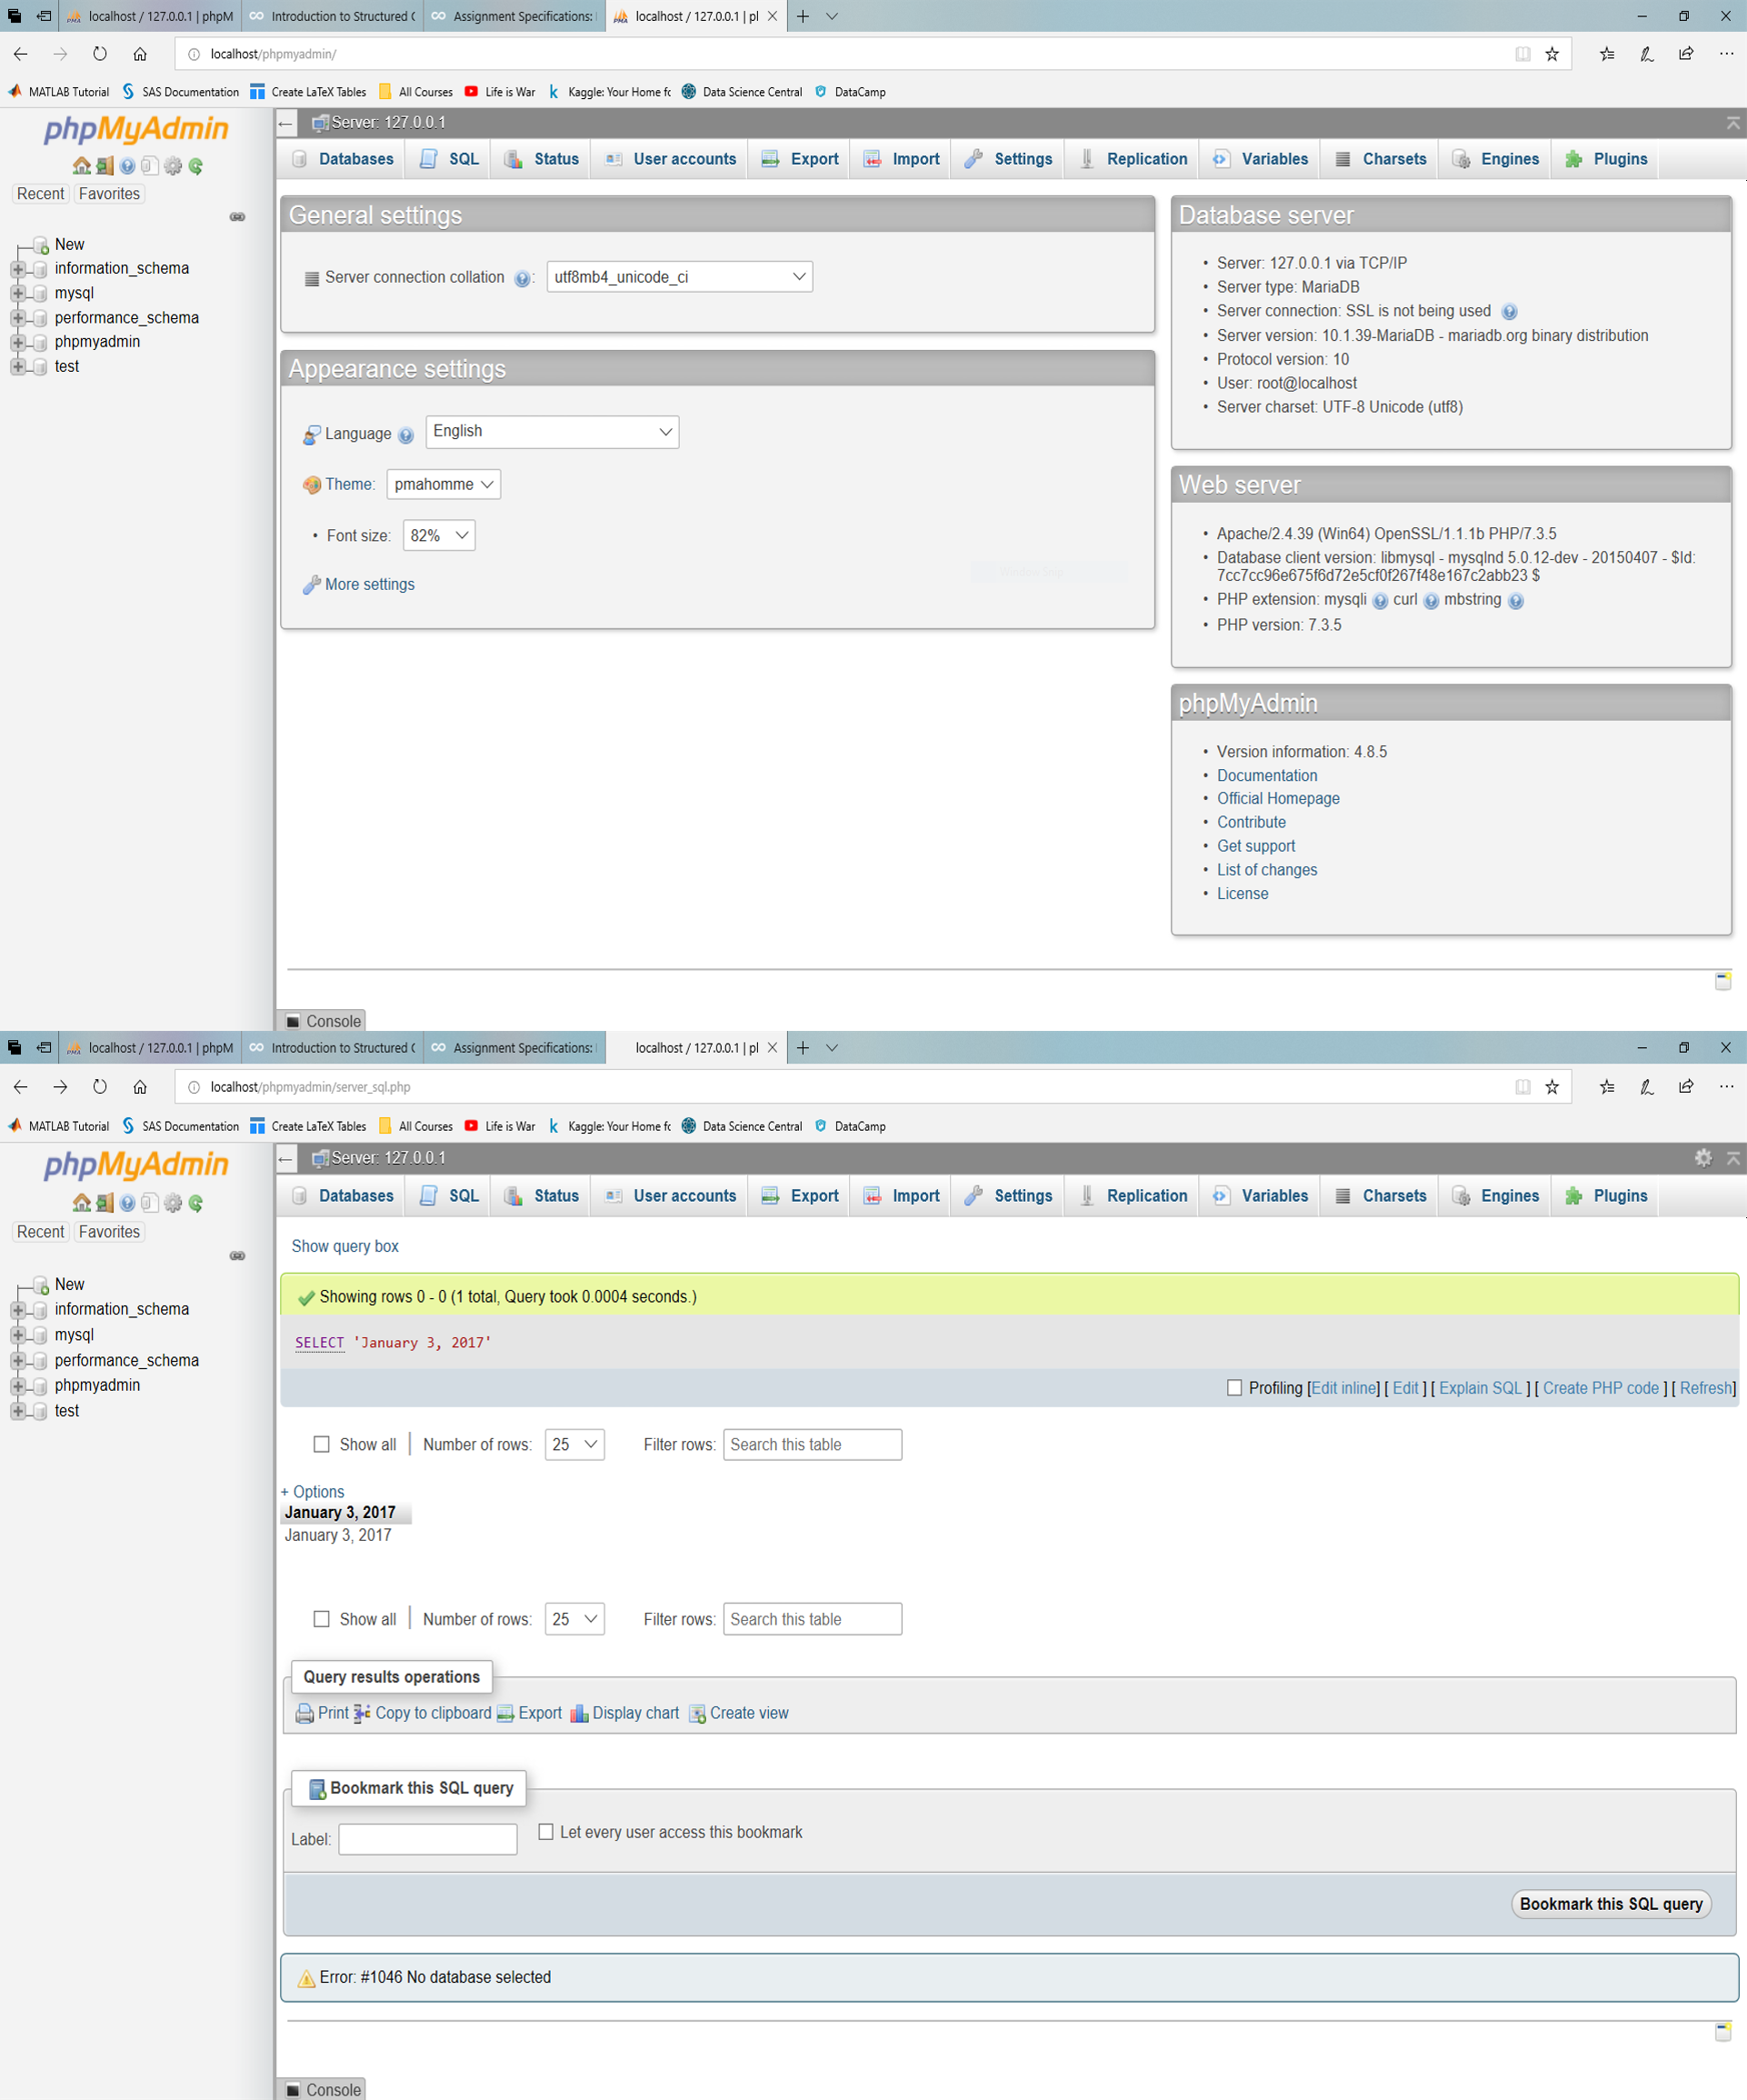 localhost / 127.0.0.1 | phpM
Introduction to Structured
Assignment Specifications:
localhost / 127.0.0.1 | pl
localhost/phpmyadmin/
MATLAB Tutorial SAS Documentation Create LaTeX Tables All Courses Life is War Kaggle: Your Home fc Data Science Central DataCamp
phpMyAdmin
Recent Favorites
New
information_schema
mysql
performance_schema
phpmyadmin
test
Server: 127.0.0.1
Databases SQL Status User accounts Export Import Settings Replication Variables Charsets Engines Plugins
General settings
Server connection collation : utf8mb4_unicode_ci
Appearance settings
Language English
Theme: pmahomme
• Font size: 82%
More settings
Database server
• Server: 127.0.0.1 via TCP/IP
• Server type: MariaDB
• Server connection: SSL is not being used
• Server version: 10.1.39-MariaDB - mariadb.org binary distribution
• Protocol version: 10
• User: root@localhost
• Server charset: UTF-8 Unicode (utf8)
Web server
• Apache/2.4.39 (Win64) OpenSSL/1.1.1b PHP/7.3.5
• Database client version: libmysql - mysqlnd 5.0.12-dev - 20150407 - $Id:
7cc7cc96e675f6d72e5cf0f267f48e167c2abb23 $
• PHP extension: mysqli curl mbstring
• PHP version: 7.3.5
phpMyAdmin
• Version information: 4.8.5
• Documentation
• Official Homepage
• Contribute
• Get support
• List of changes
• License
Console
localhost / 127.0.0.1 | phpM
Introduction to Structured
Assignment Specifications:
localhost / 127.0.0.1 | pl
localhost/phpmyadmin/server_sql.php
MATLAB Tutorial SAS Documentation Create LaTeX Tables All Courses Life is War Kaggle: Your Home fc Data Science Central DataCamp
phpMyAdmin
Recent Favorites
New
information_schema
mysql
performance_schema
phpmyadmin
test
Server: 127.0.0.1
Databases SQL Status User accounts Export Import Settings Replication Variables Charsets Engines Plugins
Show query box
Showing rows 0 - 0 (1 total, Query took 0.0004 seconds.)
SELECT 'January 3, 2017'
Profiling [Edit inline] [ Edit ] [ Explain SQL ] [ Create PHP code ] [ Refresh]
Show all | Number of rows: 25 Filter rows: Search this table
+ Options
January 3, 2017
January 3, 2017
Show all | Number of rows: 25 Filter rows: Search this table
Query results operations
Print Copy to clipboard Export Display chart Create view
Bookmark this SQL query
Label: Let every user access this bookmark
Bookmark this SQL query
Error: #1046 No database selected
Console